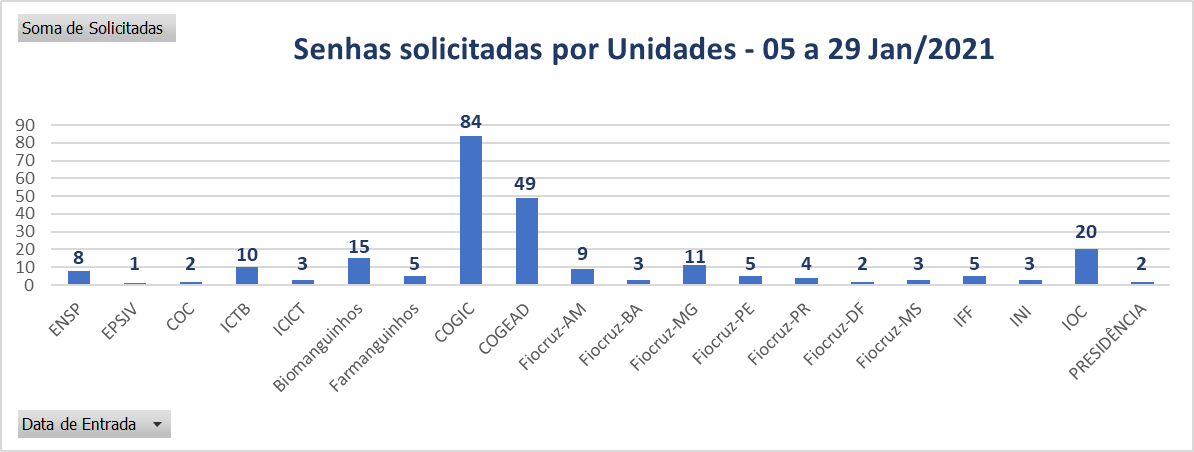 Soma de Solicitadas
Senhas solicitadas por Unidades - 05 a 29 Jan/2021
90
80
70
60
50
40
30
20
10
0
8
1
2
10
3
15
5
84
49
9
3
11
5
4
2
3
5
3
20
2
ENSP
EPSJV
COC
ICTB
ICICT
Biomanguinhos
Farmanguinhos
COGIC
COGEAD
Fiocruz-AM
Fiocruz-BA
Fiocruz-MG
Fiocruz-PE
Fiocruz-PR
Fiocruz-DF
Fiocruz-MS
IFF
INI
IOC
PRESIDÊNCIA
Data de Entrada